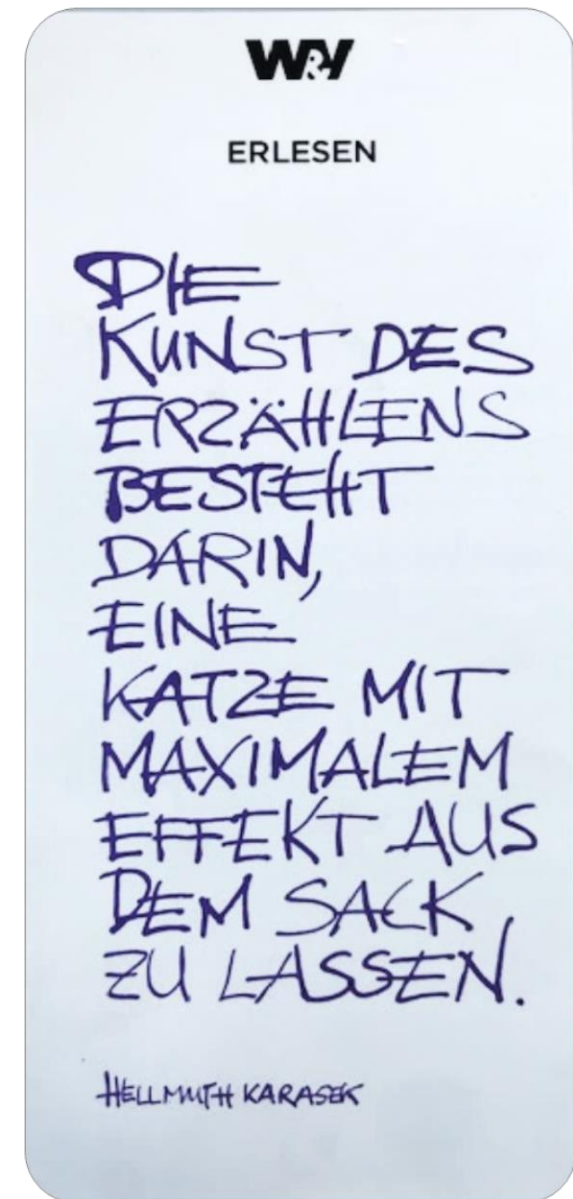 W&V
ERLESEN
DIE
KUNST DES
ERZÄHLENS
BESTEHT
DARIN,
EINE
KATZE MIT
MAXIMALEM
EFFEKT AUS
DEM SACK
ZU LASSEN.
HELLMUTH KARASEK